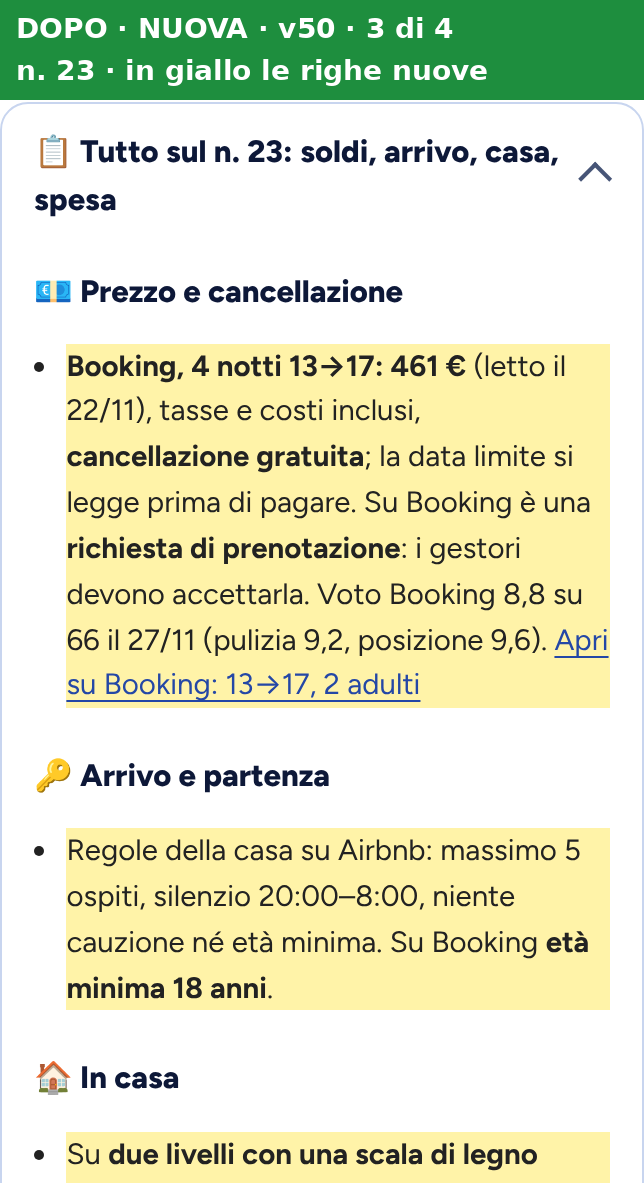 DOPO · NUOVA · v50 · 3 di 4
n. 23 · in giallo le righe nuove
📋 Tutto sul n. 23: soldi, arrivo, casa,
spesa
💶 Prezzo e cancellazione
• Booking, 4 notti 13→17: 461 € (letto il
22/11), tasse e costi inclusi,
cancellazione gratuita; la data limite si
legge prima di pagare. Su Booking è una
richiesta di prenotazione: i gestori
devono accettarla. Voto Booking 8,8 su
66 il 27/11 (pulizia 9,2, posizione 9,6). Apri
su Booking: 13→17, 2 adulti
🔑 Arrivo e partenza
• Regole della casa su Airbnb: massimo 5
ospiti, silenzio 20:00–8:00, niente
cauzione né età minima. Su Booking età
minima 18 anni.
🏠 In casa
• Su due livelli con una scala di legno